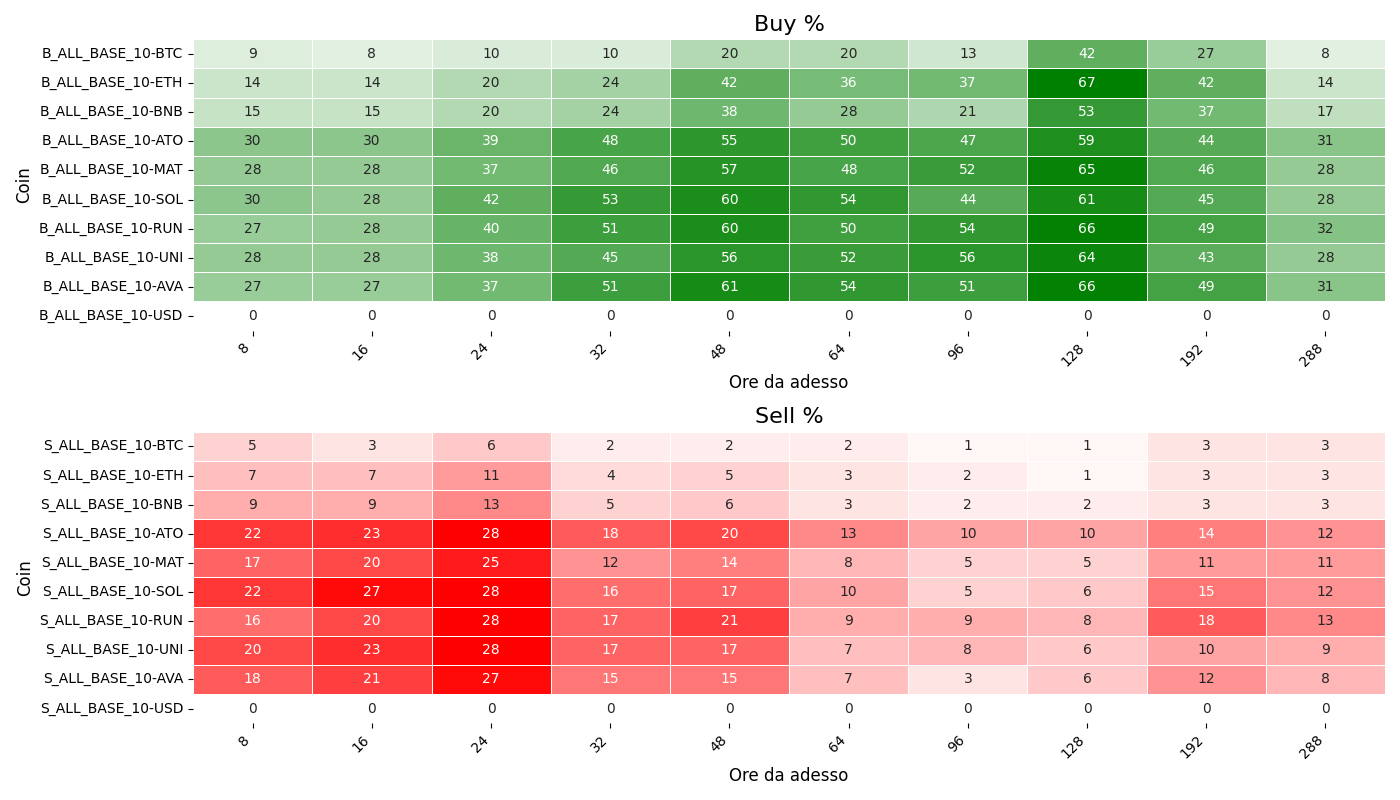 Buy %
B_ALL_BASE_10-BTC 9 8 10 10 20 20 13 42 27 8
B_ALL_BASE_10-ETH 14 14 20 24 42 36 37 67 42 14
B_ALL_BASE_10-BNB 15 15 20 24 38 28 21 53 37 17
B_ALL_BASE_10-ATO 30 30 39 48 55 50 47 59 44 31
B_ALL_BASE_10-MAT 28 28 37 46 57 48 52 65 46 28
B_ALL_BASE_10-SOL 30 28 42 53 60 54 44 61 45 28
B_ALL_BASE_10-RUN 27 28 40 51 60 50 54 66 49 32
B_ALL_BASE_10-UNI 28 28 38 45 56 52 56 64 43 28
B_ALL_BASE_10-AVA 27 27 37 51 61 54 51 66 49 31
B_ALL_BASE_10-USD 0 0 0 0 0 0 0 0 0 0
Coin
8 16 24 32 48 64 96 128 192 288
Ore da adesso
Sell %
S_ALL_BASE_10-BTC 5 3 6 2 2 2 1 1 3 3
S_ALL_BASE_10-ETH 7 7 11 4 5 3 2 1 3 3
S_ALL_BASE_10-BNB 9 9 13 5 6 3 2 2 3 3
S_ALL_BASE_10-ATO 22 23 28 18 20 13 10 10 14 12
S_ALL_BASE_10-MAT 17 20 25 12 14 8 5 5 11 11
S_ALL_BASE_10-SOL 22 27 28 16 17 10 5 6 15 12
S_ALL_BASE_10-RUN 16 20 28 17 21 9 9 8 18 13
S_ALL_BASE_10-UNI 20 23 28 17 17 7 8 6 10 9
S_ALL_BASE_10-AVA 18 21 27 15 15 7 3 6 12 8
S_ALL_BASE_10-USD 0 0 0 0 0 0 0 0 0 0
Coin
8 16 24 32 48 64 96 128 192 288
Ore da adesso